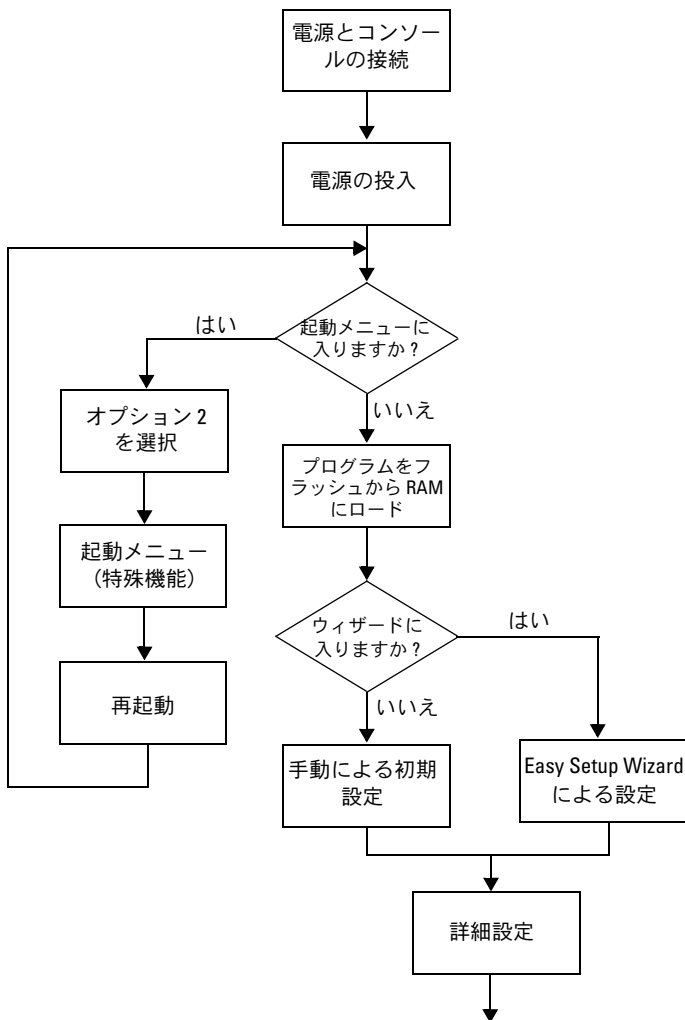 電源とコンソー
ルの接続
電源の投入
起動メニューに
入りますか？
はい
いいえ
オプション 2
を選択
プログラムをフ
ラッシュから RAM
にロード
起動メニュー
（特殊機能）
ウィザードに
入りますか？
はい
いいえ
再起動
手動による初期
設定
Easy Setup Wizard
による設定
詳細設定